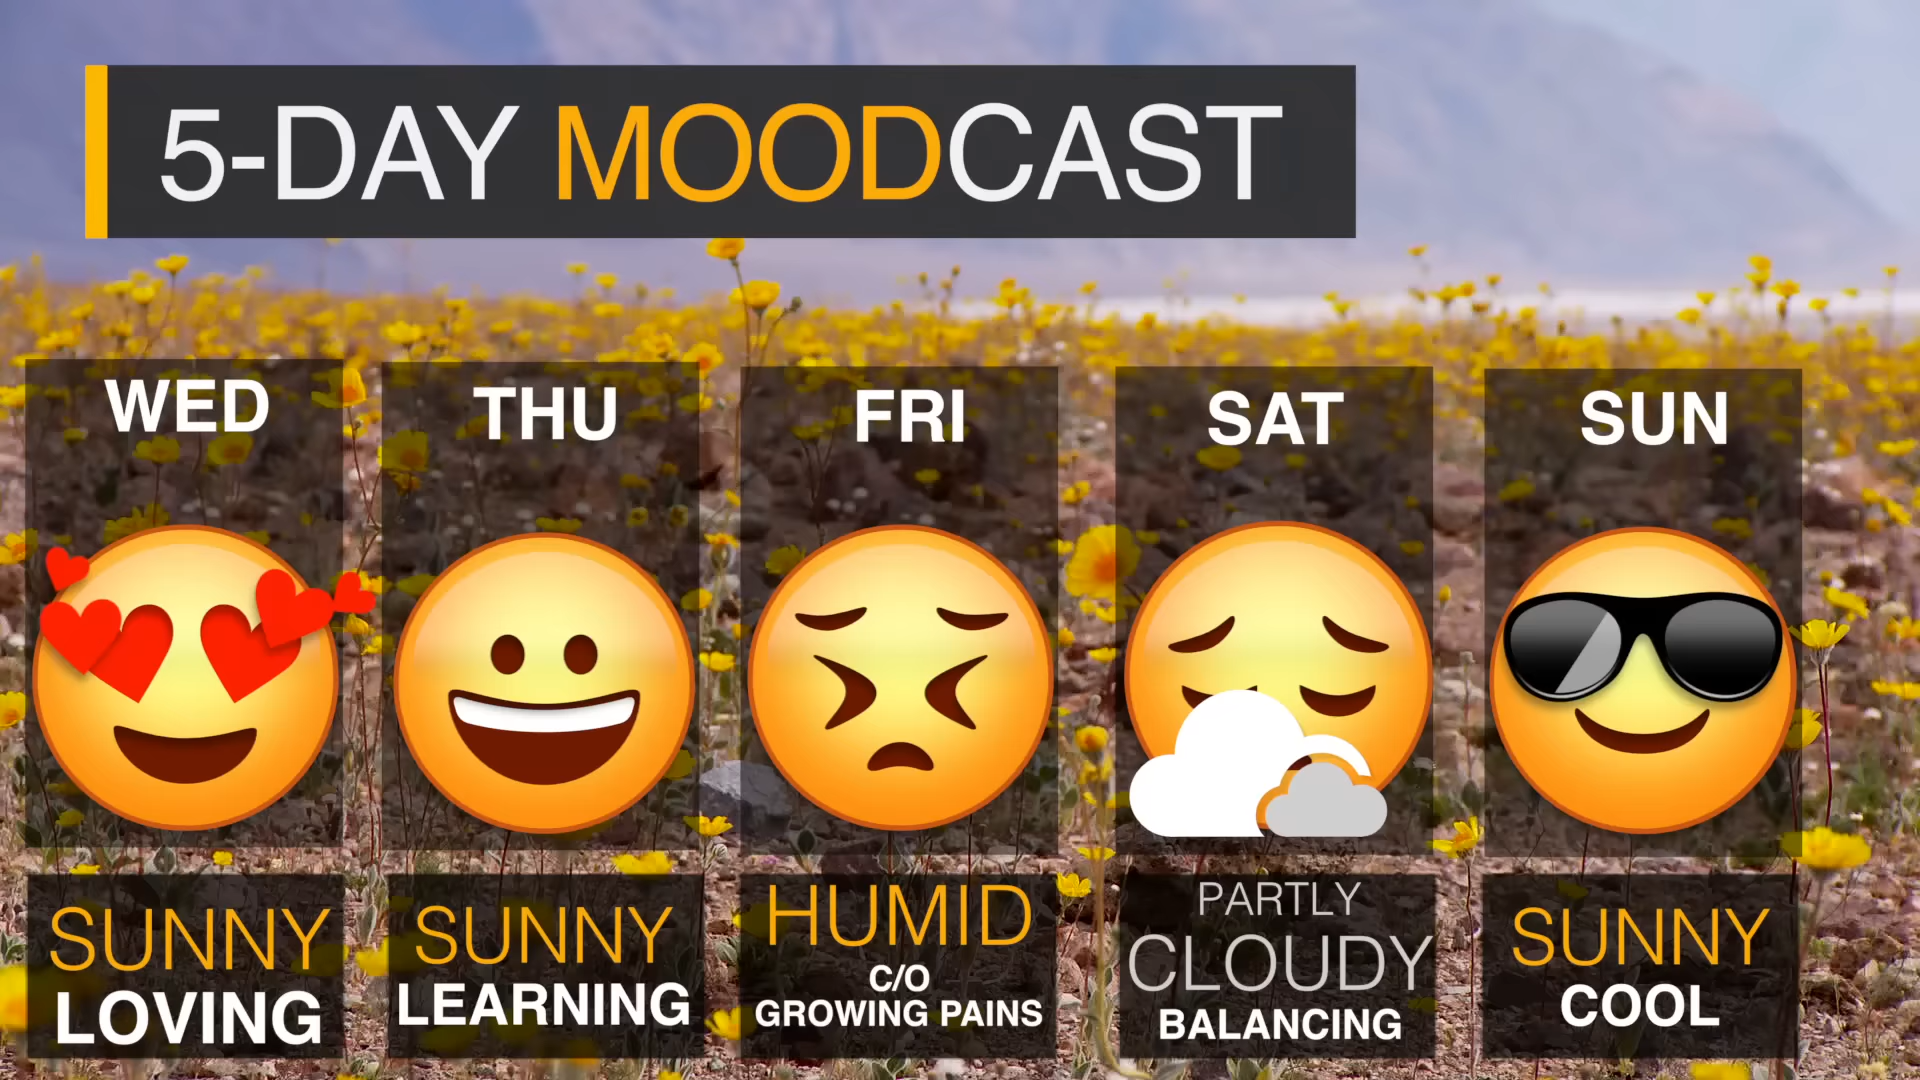 5-DAY MOODCAST
WED
THU
FRI
SAT
SUN
SUNNY
LOVING
SUNNY
LEARNING
HUMID
C/O
GROWING PAINS
PARTLY
CLOUDY
BALANCING
SUNNY
COOL